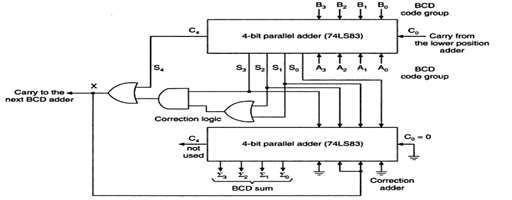 B3 B2 B1 B0 BCD code group
C4 4-bit parallel adder (74LS83) C0 Carry from the lower position adder
S4 S3 S2 S1 S0 A3 A2 A1 A0 BCD code group
X
Carry to the next BCD adder
Correction logic
C4 not used 4-bit parallel adder (74LS83) C0 = 0
Σ3 Σ2 Σ1 Σ0
BCD sum
Correction adder